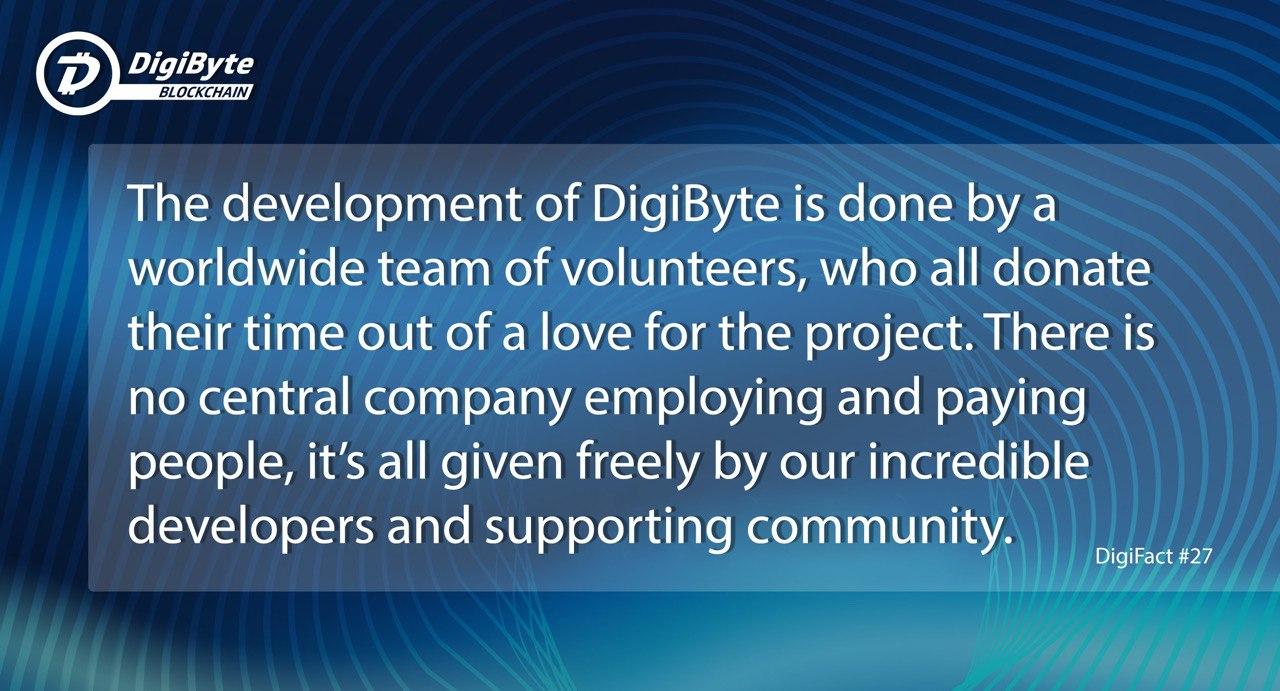 DigiByte
BLOCKCHAIN
The development of DigiByte is done by a
worldwide team of volunteers, who all donate
their time out of a love for the project. There is
no central company employing and paying
people, it’s all given freely by our incredible
developers and supporting community.
DigiFact #27